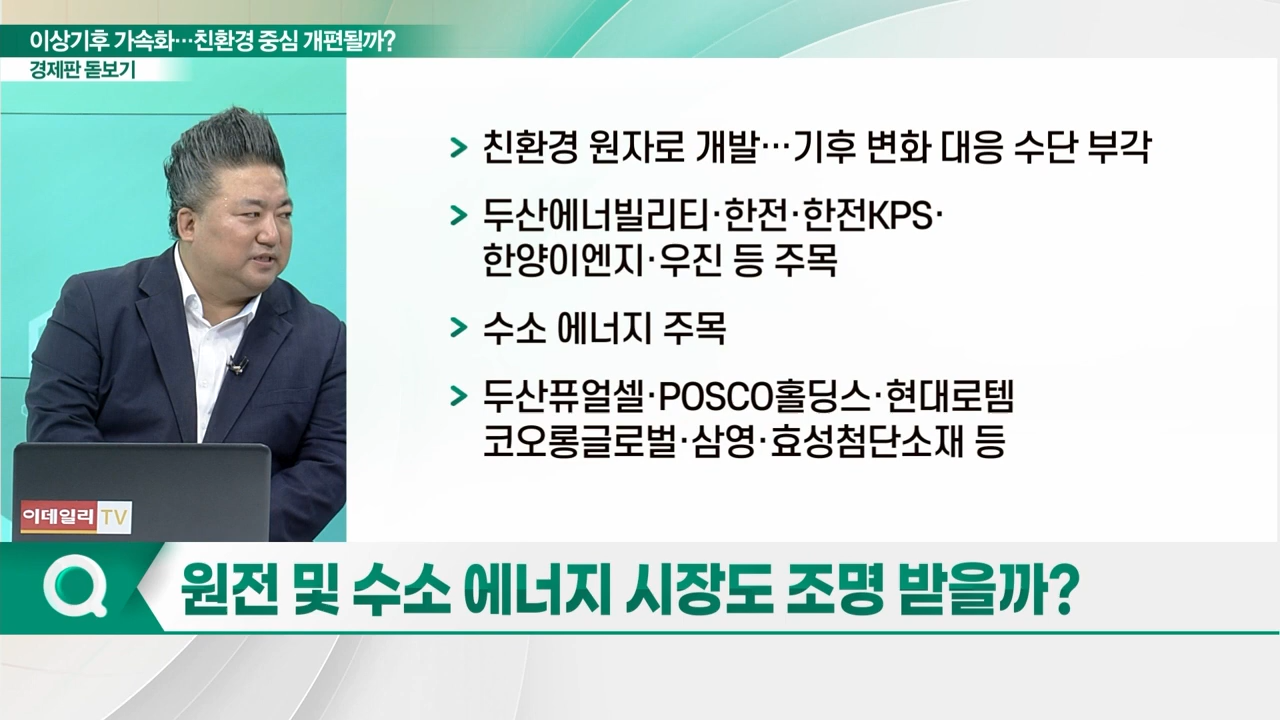 이상기후 가속화…친환경 중심 개편될까?
경제판 돋보기
> 친환경 원자로 개발…기후 변화 대응 수단 부각
> 두산에너빌리티·한전·한전KPS·
한양이엔지·우진 등 주목
> 수소 에너지 주목
> 두산퓨얼셀·POSCO홀딩스·현대로템
코오롱글로벌·삼영·효성첨단소재 등
이데일리 TV
Q 원전 및 수소 에너지 시장도 조명 받을까?